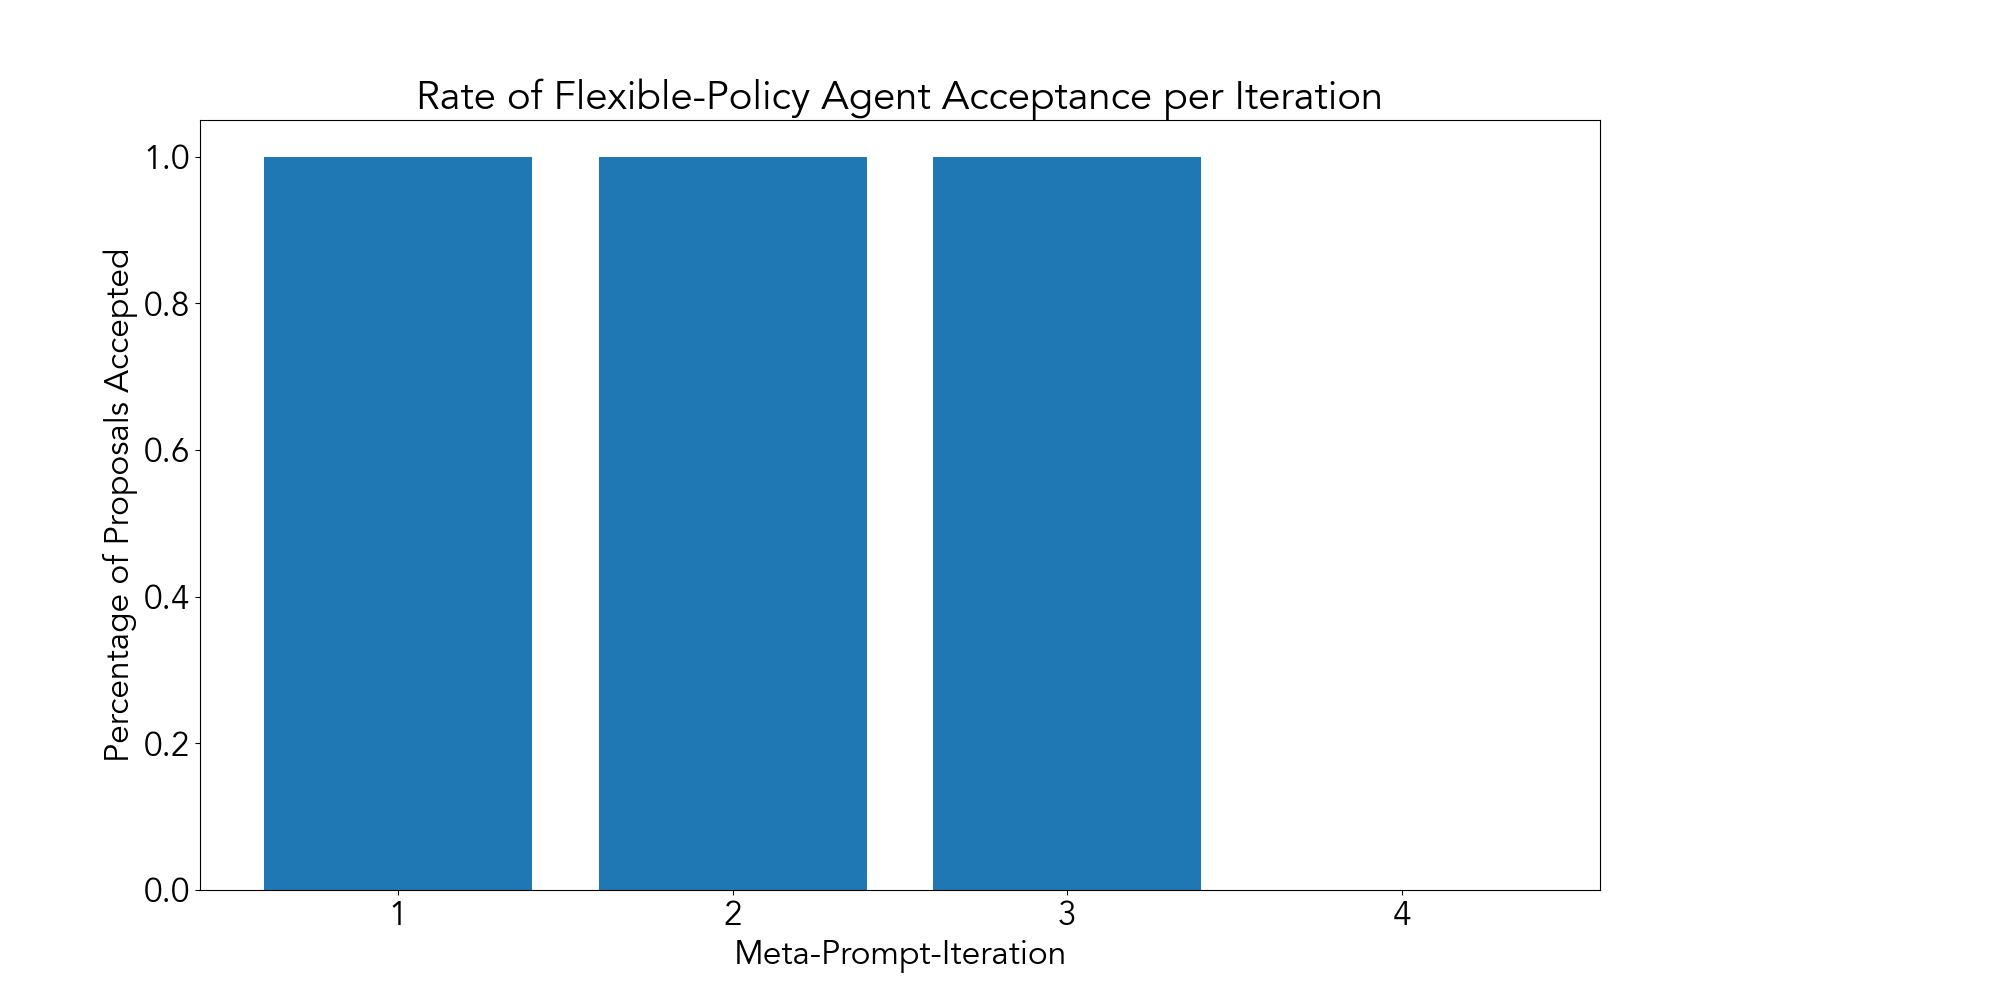 Rate of Flexible-Policy Agent Acceptance per Iteration
Percentage of Proposals Accepted
1.0
0.8
0.6
0.4
0.2
0.0
1 2 3 4
Meta-Prompt-Iteration